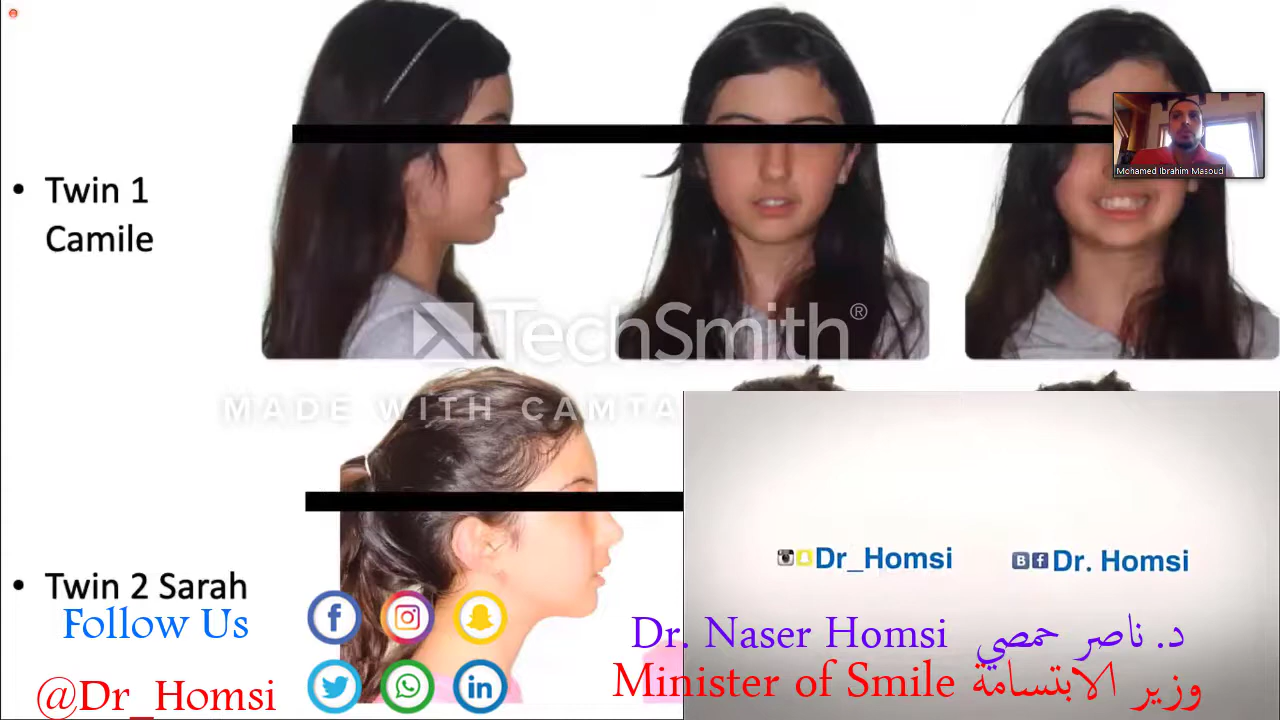 Mohamed Ibrahim Masoud
• Twin 1
Camile
TechSmith®
MADE WITH CAMTA
Dr_Homsi
Dr. Homsi
• Twin 2 Sarah
Follow Us
@Dr_Homsi
Dr. Naser Homsi د. ناصر حمصي
Minister of Smile وزير الابتسامة